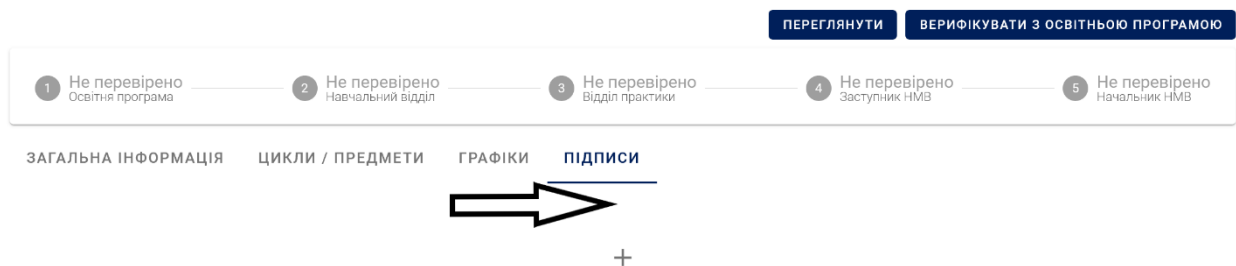 ПЕРЕГЛЯНУТИ ВЕРИФІКУВАТИ З ОСВІТНЬОЮ ПРОГРАМОЮ
1 Не перевірено 2 Не перевірено 3 Не перевірено 4 Не перевірено 5 Не перевірено
Освітня програма Навчальний відділ Відділ практики Заступник НМВ Начальник НМВ
ЗАГАЛЬНА ІНФОРМАЦІЯ ЦИКЛИ / ПРЕДМЕТИ ГРАФІКИ ПІДПИСИ
+